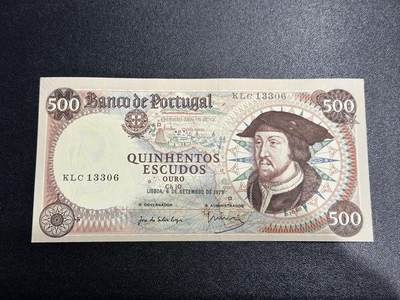 500 Banco de Portugal KLC 13306 500
QUINHENTOS
KLC 13306 ESCUDOS
OURO
LISBOA, 6 DE SETEMBRO DE 1979
O GOVERNADOR O ADMINISTRADOR
500